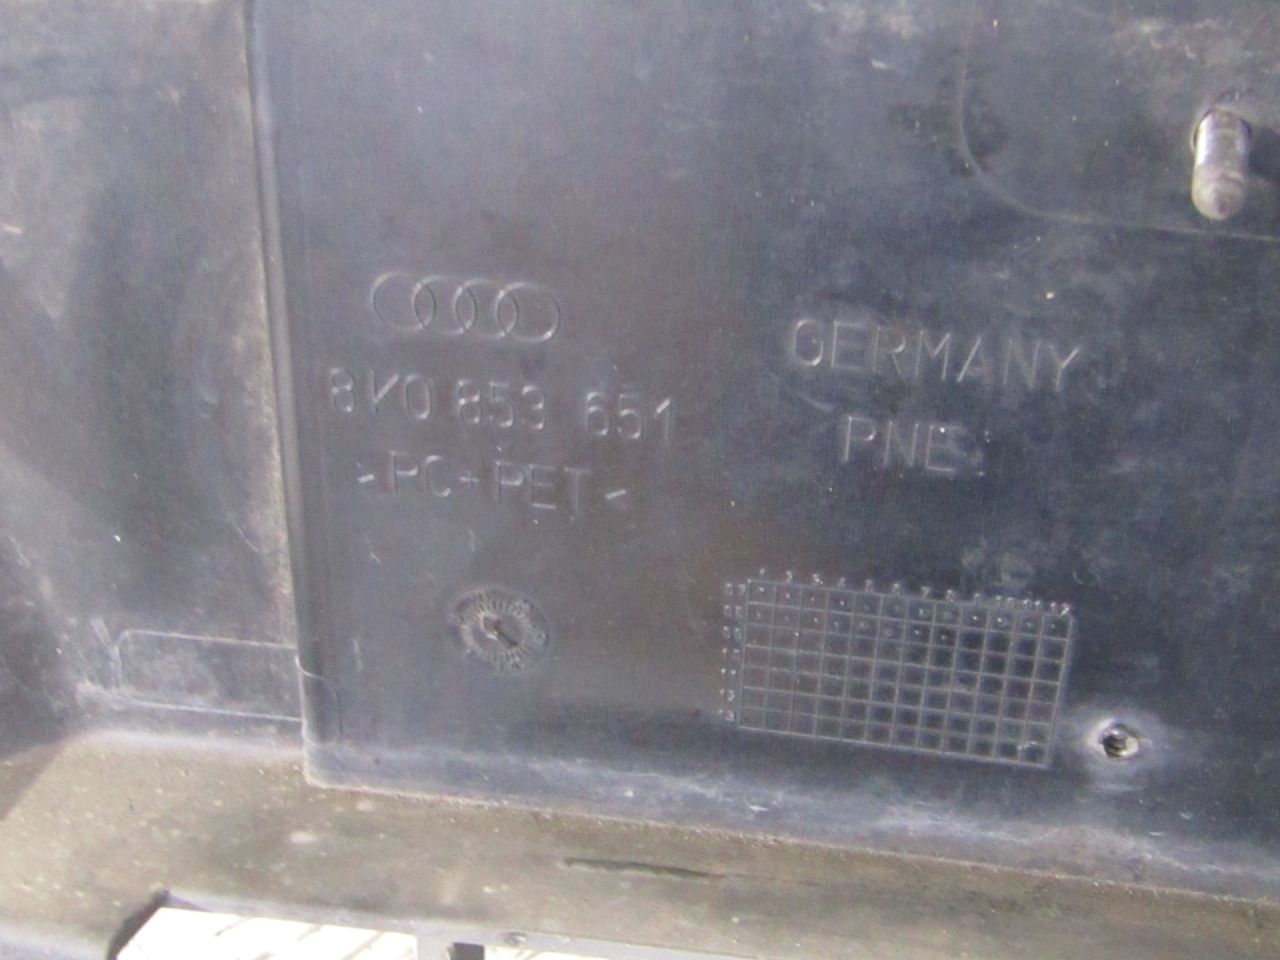 8K0 853 651
GERMANY
PNE
PC+PET